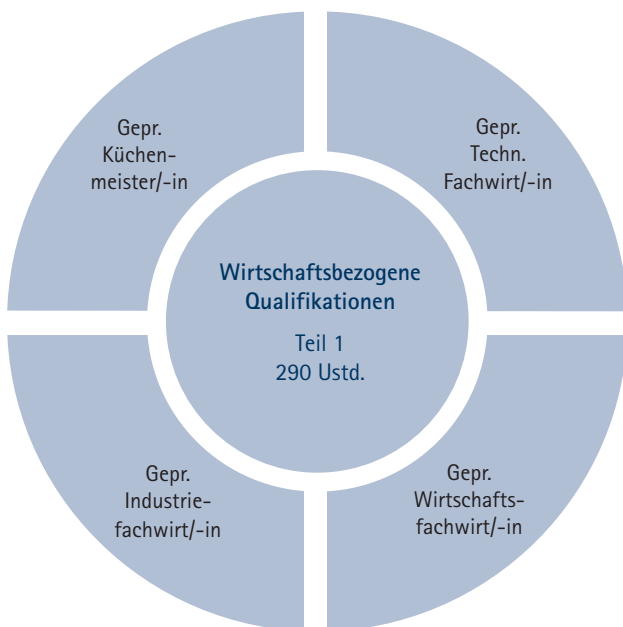 Gepr.
Küchen-
meister/-in
Gepr.
Techn.
Fachwirt/-in
Wirtschaftsbezogene
Qualifikationen
Teil 1
290 Ustd.
Gepr.
Industrie-
fachwirt/-in
Gepr.
Wirtschafts-
fachwirt/-in